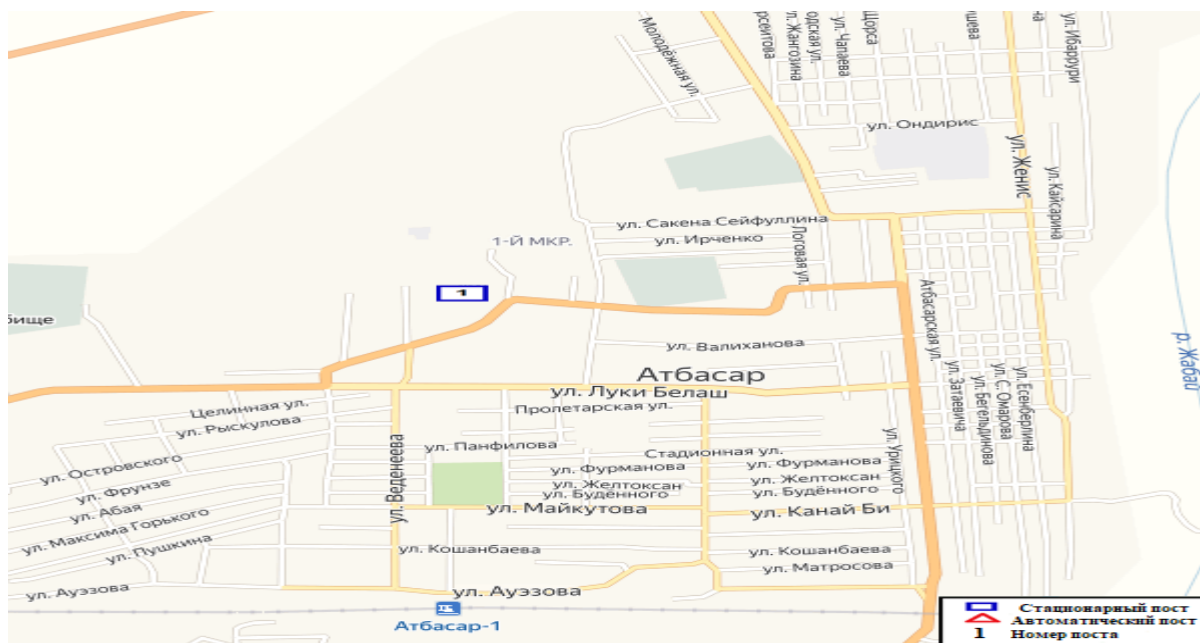 Молодёжная ул.
ул. Жангозина
ул. Чапаева
Щорса
ул. Ибаррури
ул. Ондирис
ул. Женис
ул. Кайсарина
ул. Сакена Сейфуллина
ул. Ирченко
1-Й МКР.
Логовая ул.
1
бище
Атбасарская ул.
р. Жабай
ул. Валиханова
Атбасар
ул. Луки Белаш
Пролетарская ул.
Целинная ул.
ул. Рыскулова
ул. Затаевича
ул. Бегельдинова
ул. С. Омарова
ул. Есенберлина
ул. Урицкого
ул. Панфилова
Стадионная ул.
ул. Островского
ул. Фурманова
ул. Фурманова
ул. Фрунзе
ул. Желтоксан
ул. Желтоксан
ул. Веденеева
ул. Будённого
ул. Будённого
ул. Абая
ул. Майкутова
ул. Канай Би
ул. Максима Горького
ул. Пушкина
ул. Кошанбаева
ул. Кошанбаева
ул. Матросова
ул. Ауэзова
ул. Ауэзова
Атбасар-1
Стационарный пост
Автоматический пост
1 Номер поста